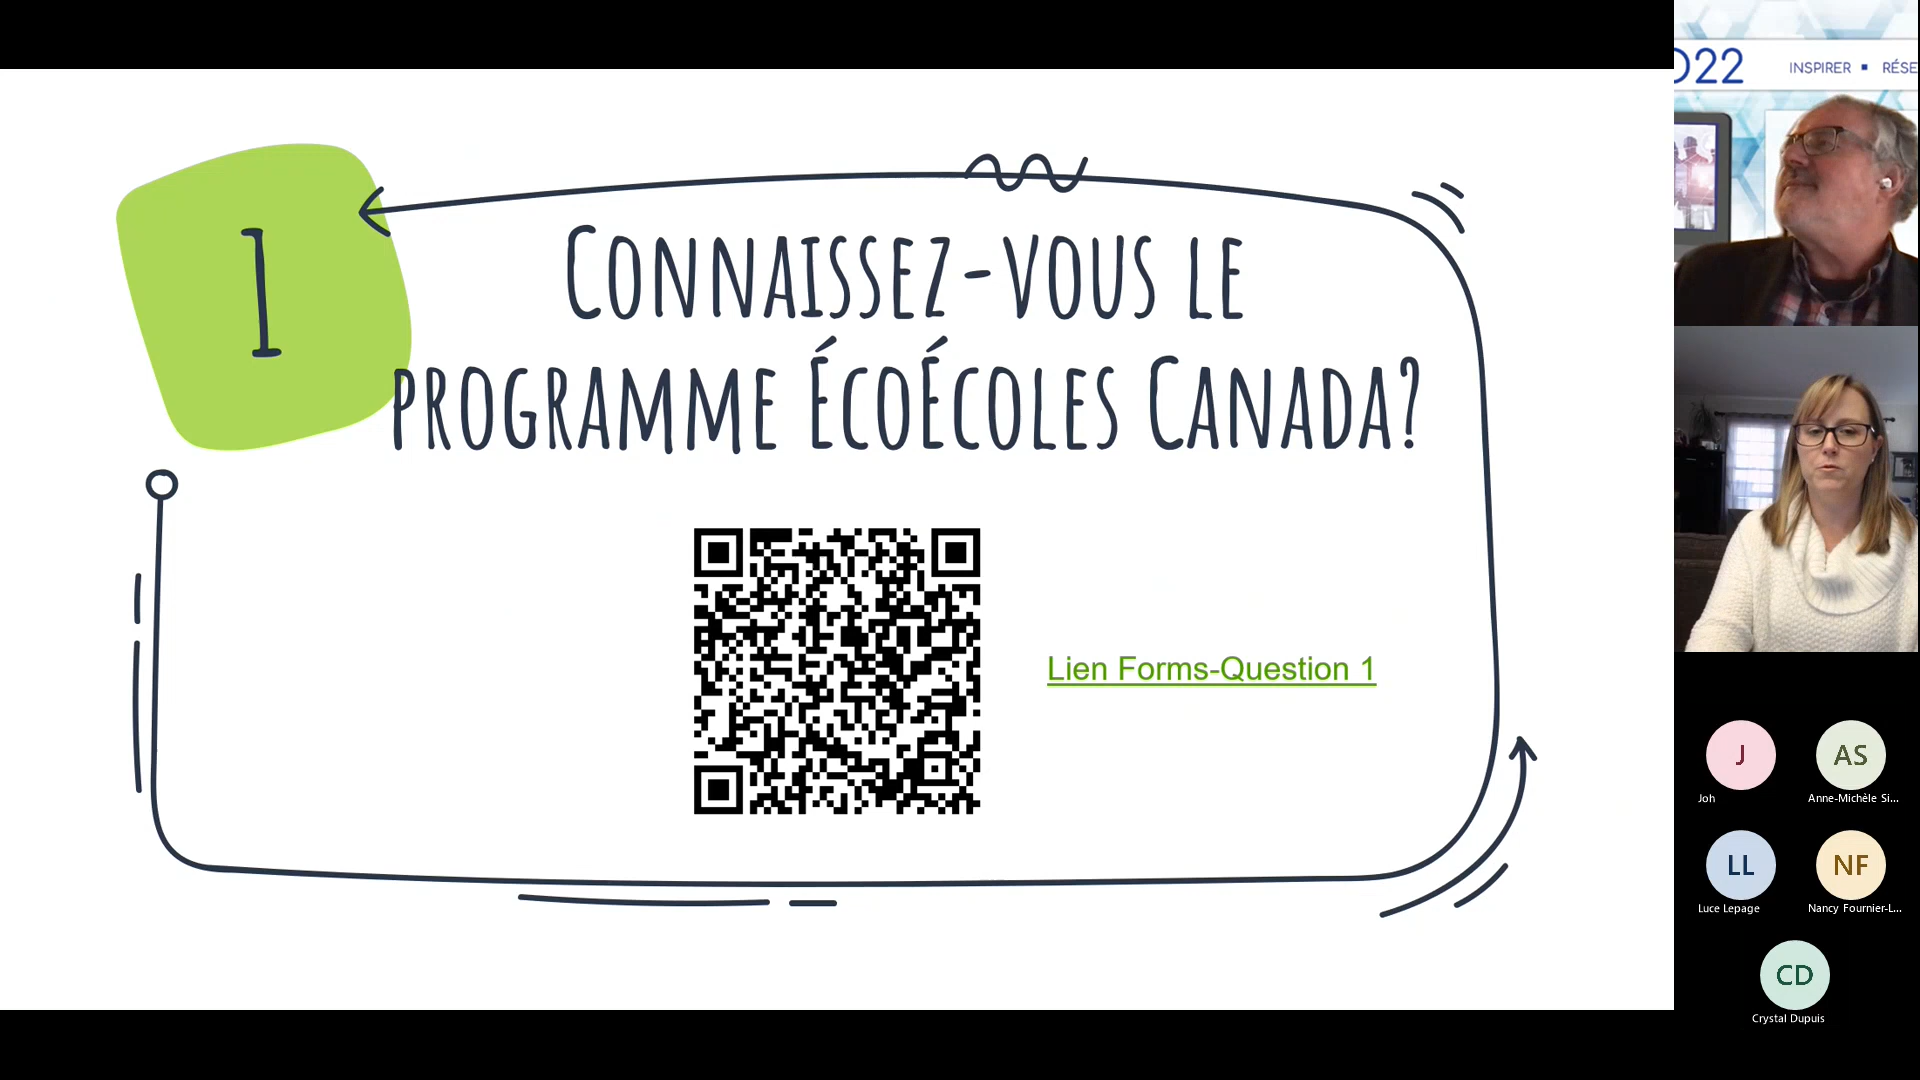 1
Connaissez-vous le
programme ÉcoÉcoles Canada?
Lien Forms-Question 1
022
INSPIRER ▪ RÉSE
J
AS
Joh
Anne-Michèle Si...
LL
NF
Luce Lepage
Nancy Fournier-L...
CD
Crystal Dupuis